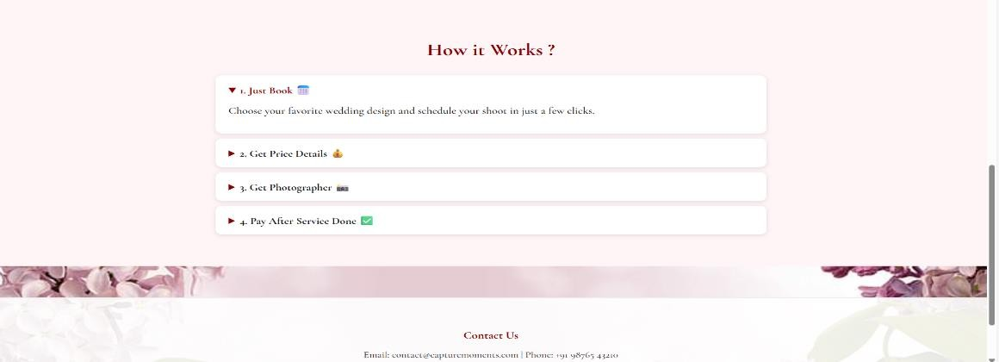 How it Works ?
1. Just Book
Choose your favorite wedding design and schedule your shoot in just a few clicks.
2. Get Price Details
3. Get Photographer
4. Pay After Service Done
Contact Us
Email: contact@capturemoments.com | Phone: +91 98765 43210